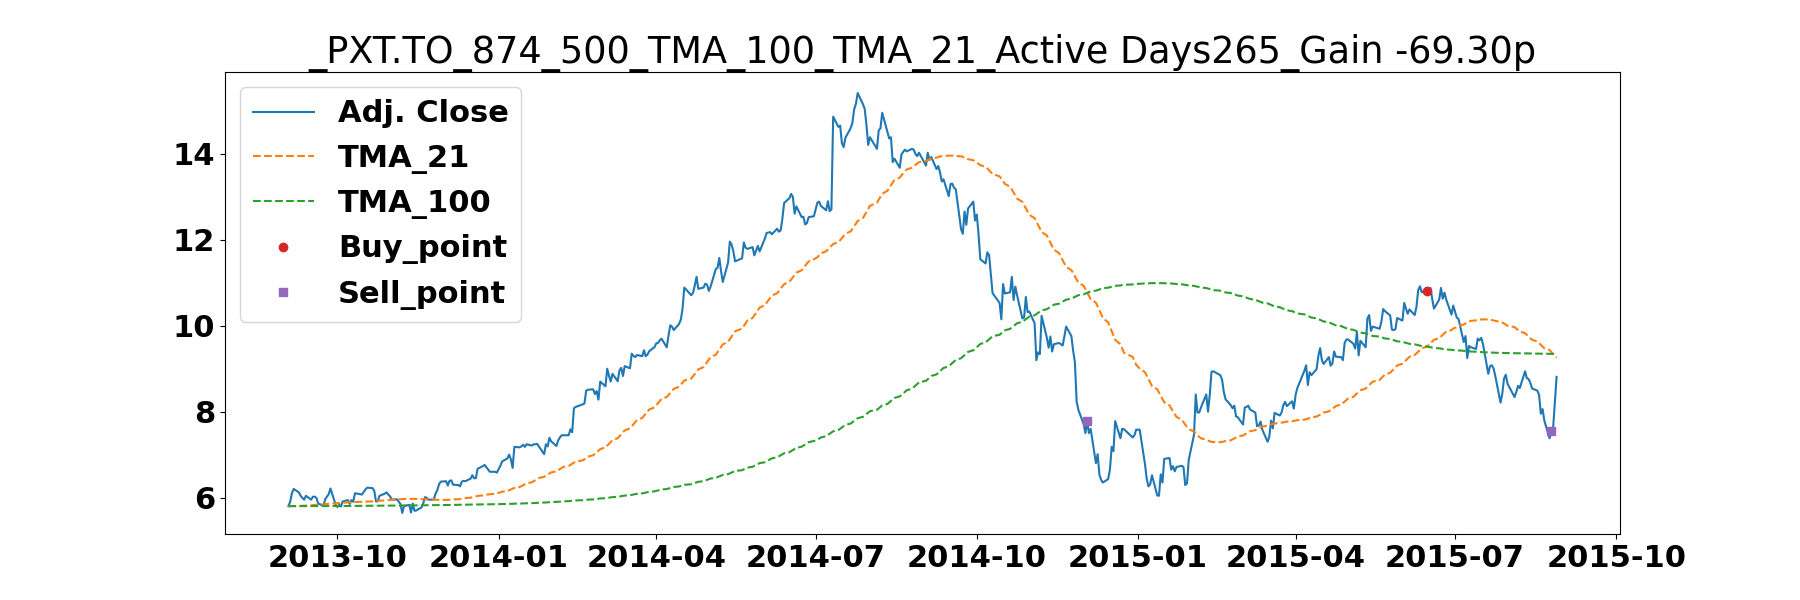 _PXT.TO_874_500_TMA_100_TMA_21_Active Days265_Gain -69.30p
Adj. Close
TMA_21
TMA_100
Buy_point
Sell_point
14
12
10
8
6
2013-10 2014-01 2014-04 2014-07 2014-10 2015-01 2015-04 2015-07 2015-10